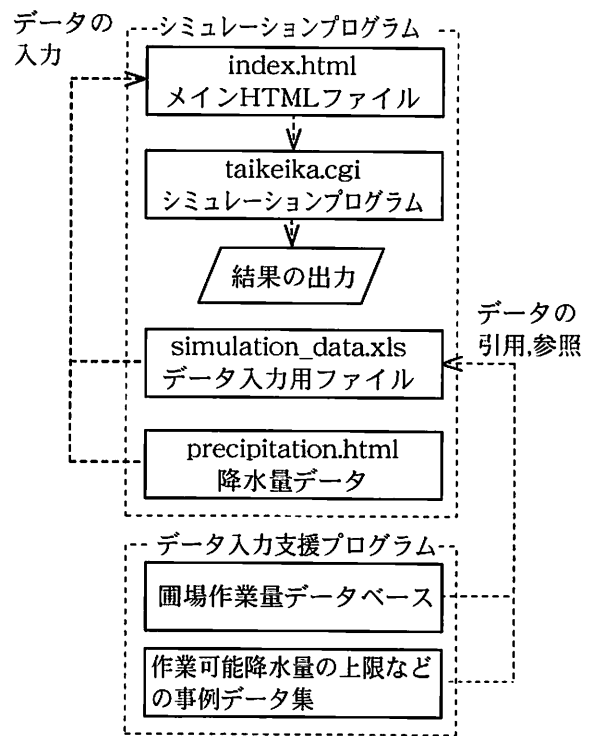 データの
入力
シミュレーションプログラム
index.html
メインHTMLファイル
taikeika.cgi
シミュレーションプログラム
結果の出力
データの
引用,参照
simulation_data.xls
データ入力用ファイル
precipitation.html
降水量データ
データ入力支援プログラム
圃場作業量データベース
作業可能降水量の上限など
の事例データ集